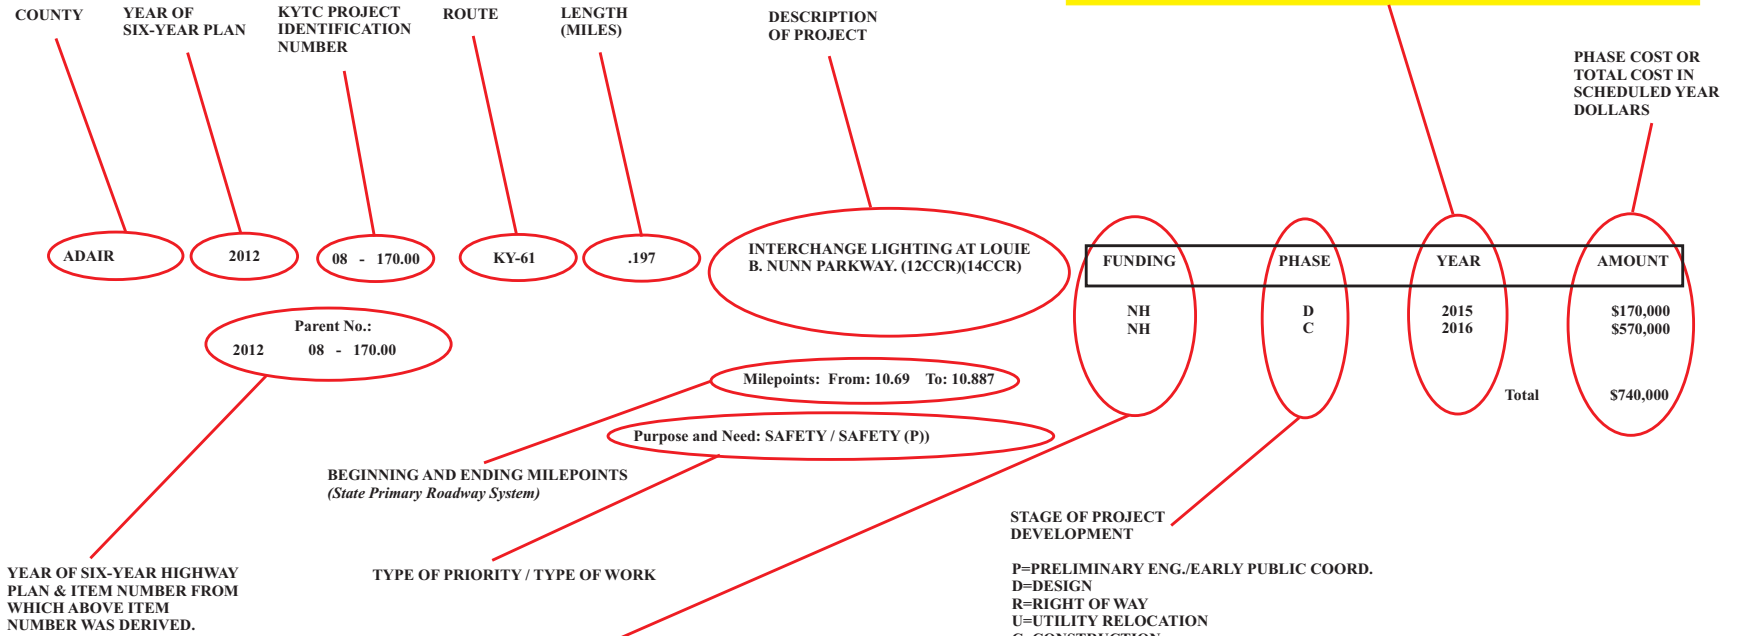 COUNTY
YEAR OF
SIX-YEAR PLAN
KYTC PROJECT
IDENTIFICATION
NUMBER
ROUTE
LENGTH
(MILES)
DESCRIPTION
OF PROJECT
PHASE COST OR
TOTAL COST IN
SCHEDULED YEAR
DOLLARS
ADAIR
2012
08 - 170.00
KY-61
.197
INTERCHANGE LIGHTING AT LOUIE
B. NUNN PARKWAY. (12CCR)(14CCR)
FUNDING PHASE YEAR AMOUNT
NH D 2015 $170,000
NH C 2016 $570,000
Total $740,000
Parent No.:
2012 08 - 170.00
Milepoints: From: 10.69 To: 10.887
Purpose and Need: SAFETY / SAFETY (P))
BEGINNING AND ENDING MILEPOINTS
(State Primary Roadway System)
YEAR OF SIX-YEAR HIGHWAY
PLAN & ITEM NUMBER FROM
WHICH ABOVE ITEM
NUMBER WAS DERIVED.
TYPE OF PRIORITY / TYPE OF WORK
STAGE OF PROJECT
DEVELOPMENT
P=PRELIMINARY ENG./EARLY PUBLIC COORD.
D=DESIGN
R=RIGHT OF WAY
U=UTILITY RELOCATION
C=CONSTRUCTION